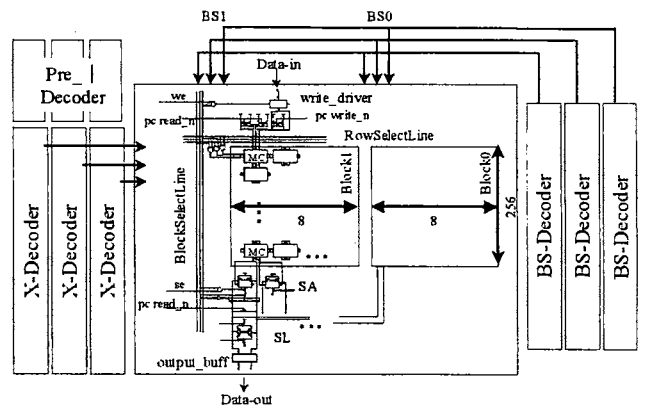 BS1
BS0
Pre_
Decoder
Data-in
we
write_driver
pc read_n
pc write_n
RowSelectLine
MC
Block1
Block0
BlockSelectLine
8
8
256
X-Decoder
X-Decoder
X-Decoder
BS-Decoder
BS-Decoder
BS-Decoder
MC
SA
se
pc read_n
SL
output_buff
Data-out